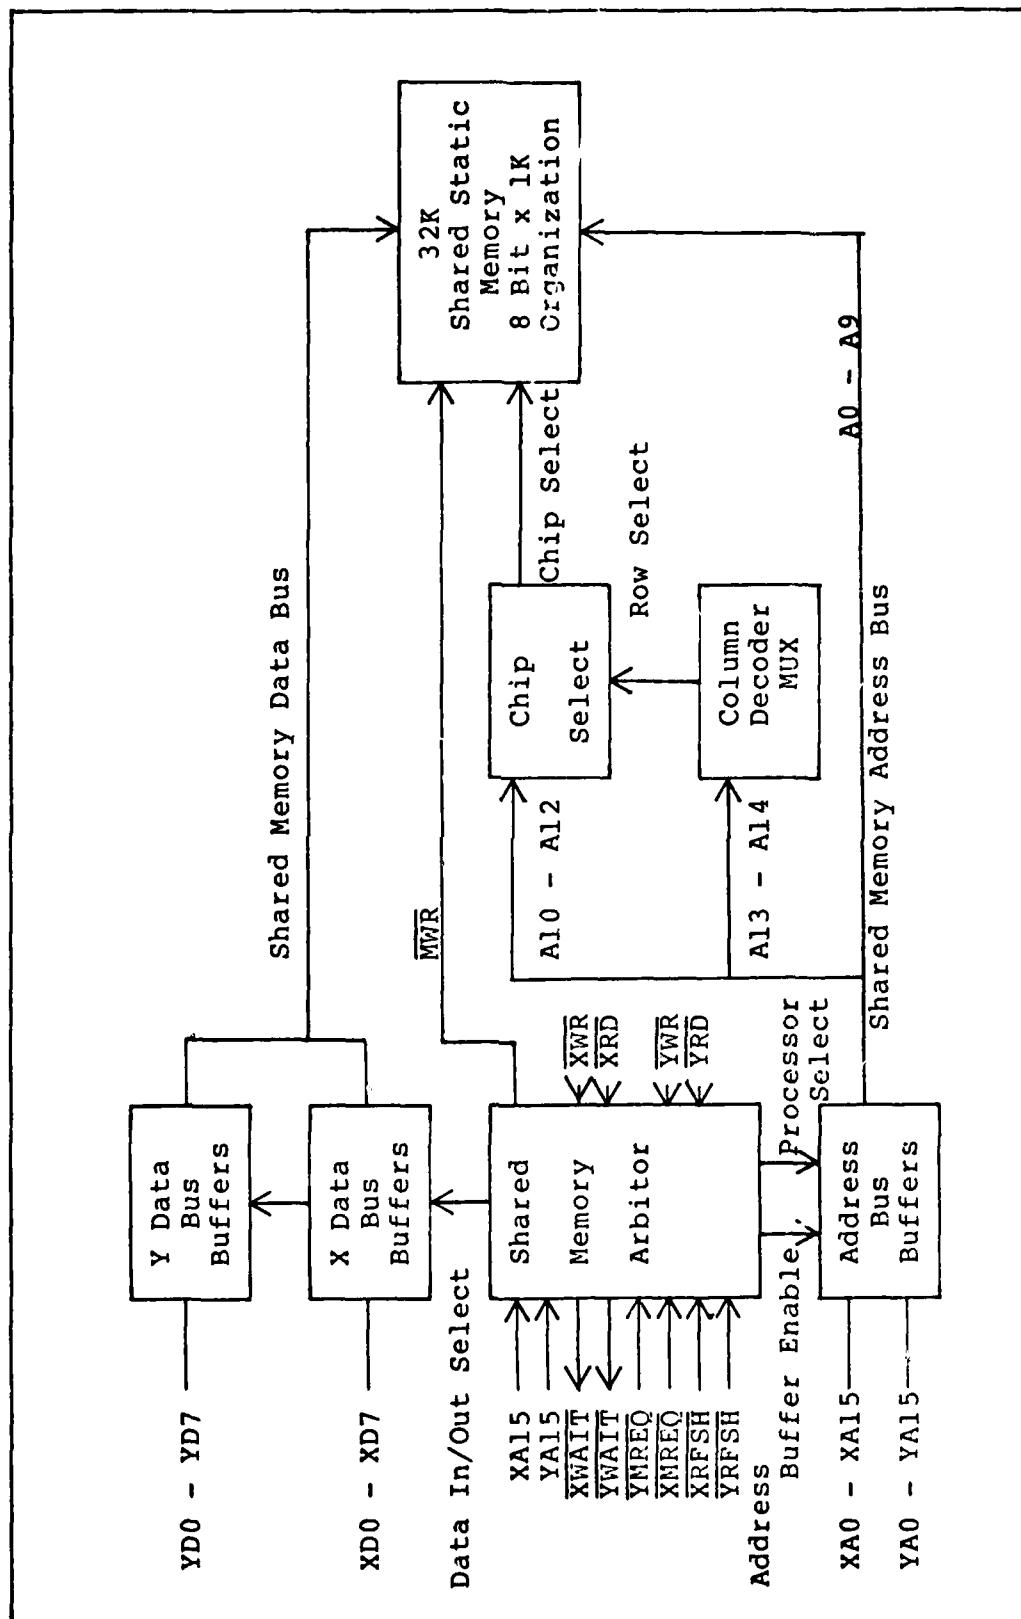 YD0 - YD7
Y Data
Bus
Buffers
Shared Memory Data Bus
XD0 - XD7
X Data
Bus
Buffers
Data In/Out Select
MWR
32K
Shared Static
Memory
8 Bit x 1K
Organization
XA15
YA15
XWAIT
YWAIT
YMREQ
XMREQ
XRFSH
YRFSH
Shared
Memory
Arbitor
XWR
XRD
YWR
YRD
A10 - A12
Chip
Select
Chip Select
Row Select
A13 - A14
Column
Decoder
MUX
Address
Buffer Enable,
Processor
Select
XA0 - XA15
YA0 - YA15
Address
Bus
Buffers
Shared Memory Address Bus
A0 - A9